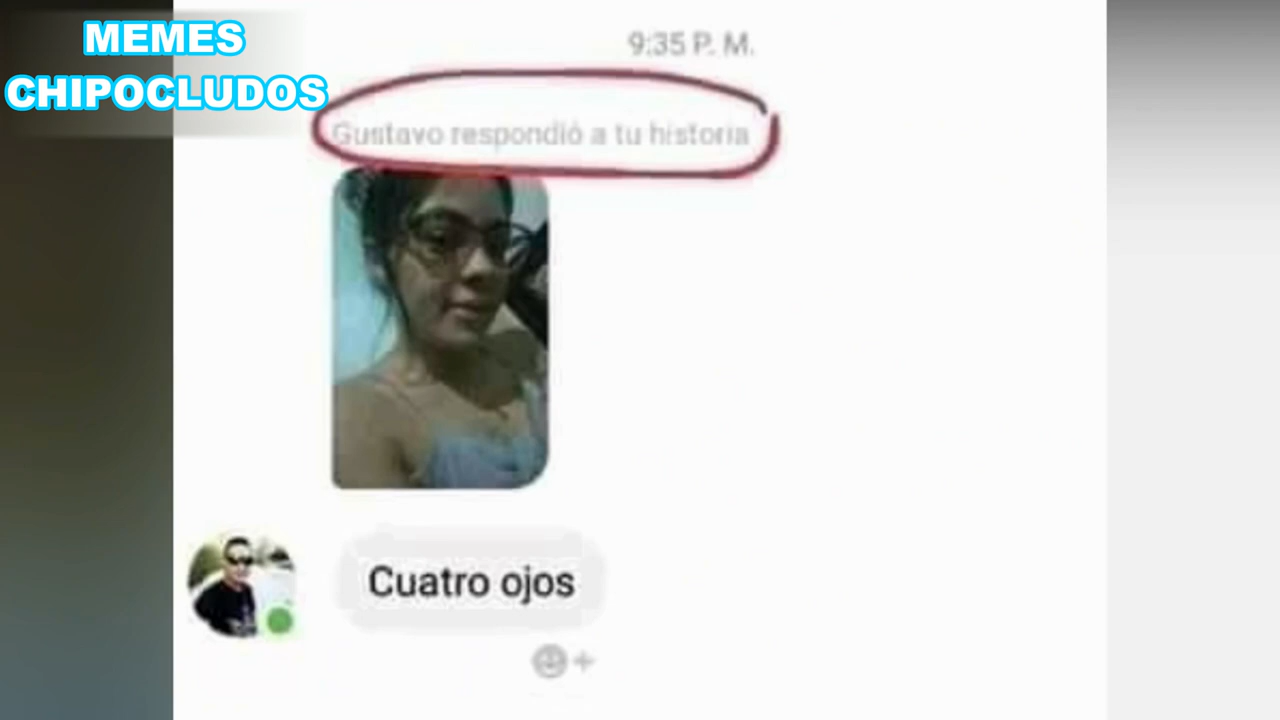 MEMES
CHIPOCLUDOS
9:35 P. M.
Gustavo respondió a tu historia
Cuatro ojos